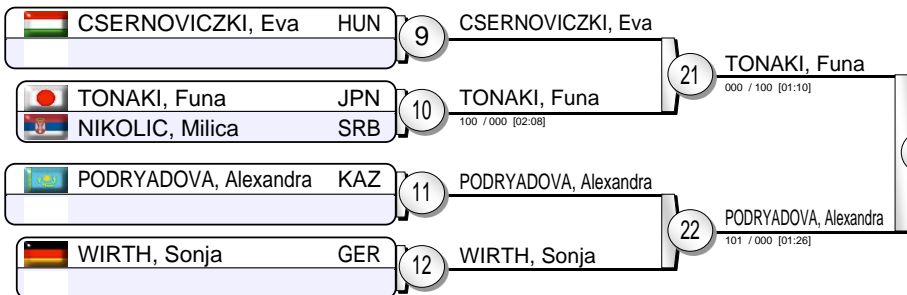 CSERNOVICZKI, Eva HUN
9
CSERNOVICZKI, Eva
21
TONAKI, Funa
000 / 100 [01:10]
TONAKI, Funa JPN
NIKOLIC, Milica SRB
10
TONAKI, Funa
100 / 000 [02:08]
PODRYADOVA, Alexandra KAZ
11
PODRYADOVA, Alexandra
22
PODRYADOVA, Alexandra
101 / 000 [01:26]
WIRTH, Sonja GER
12
WIRTH, Sonja